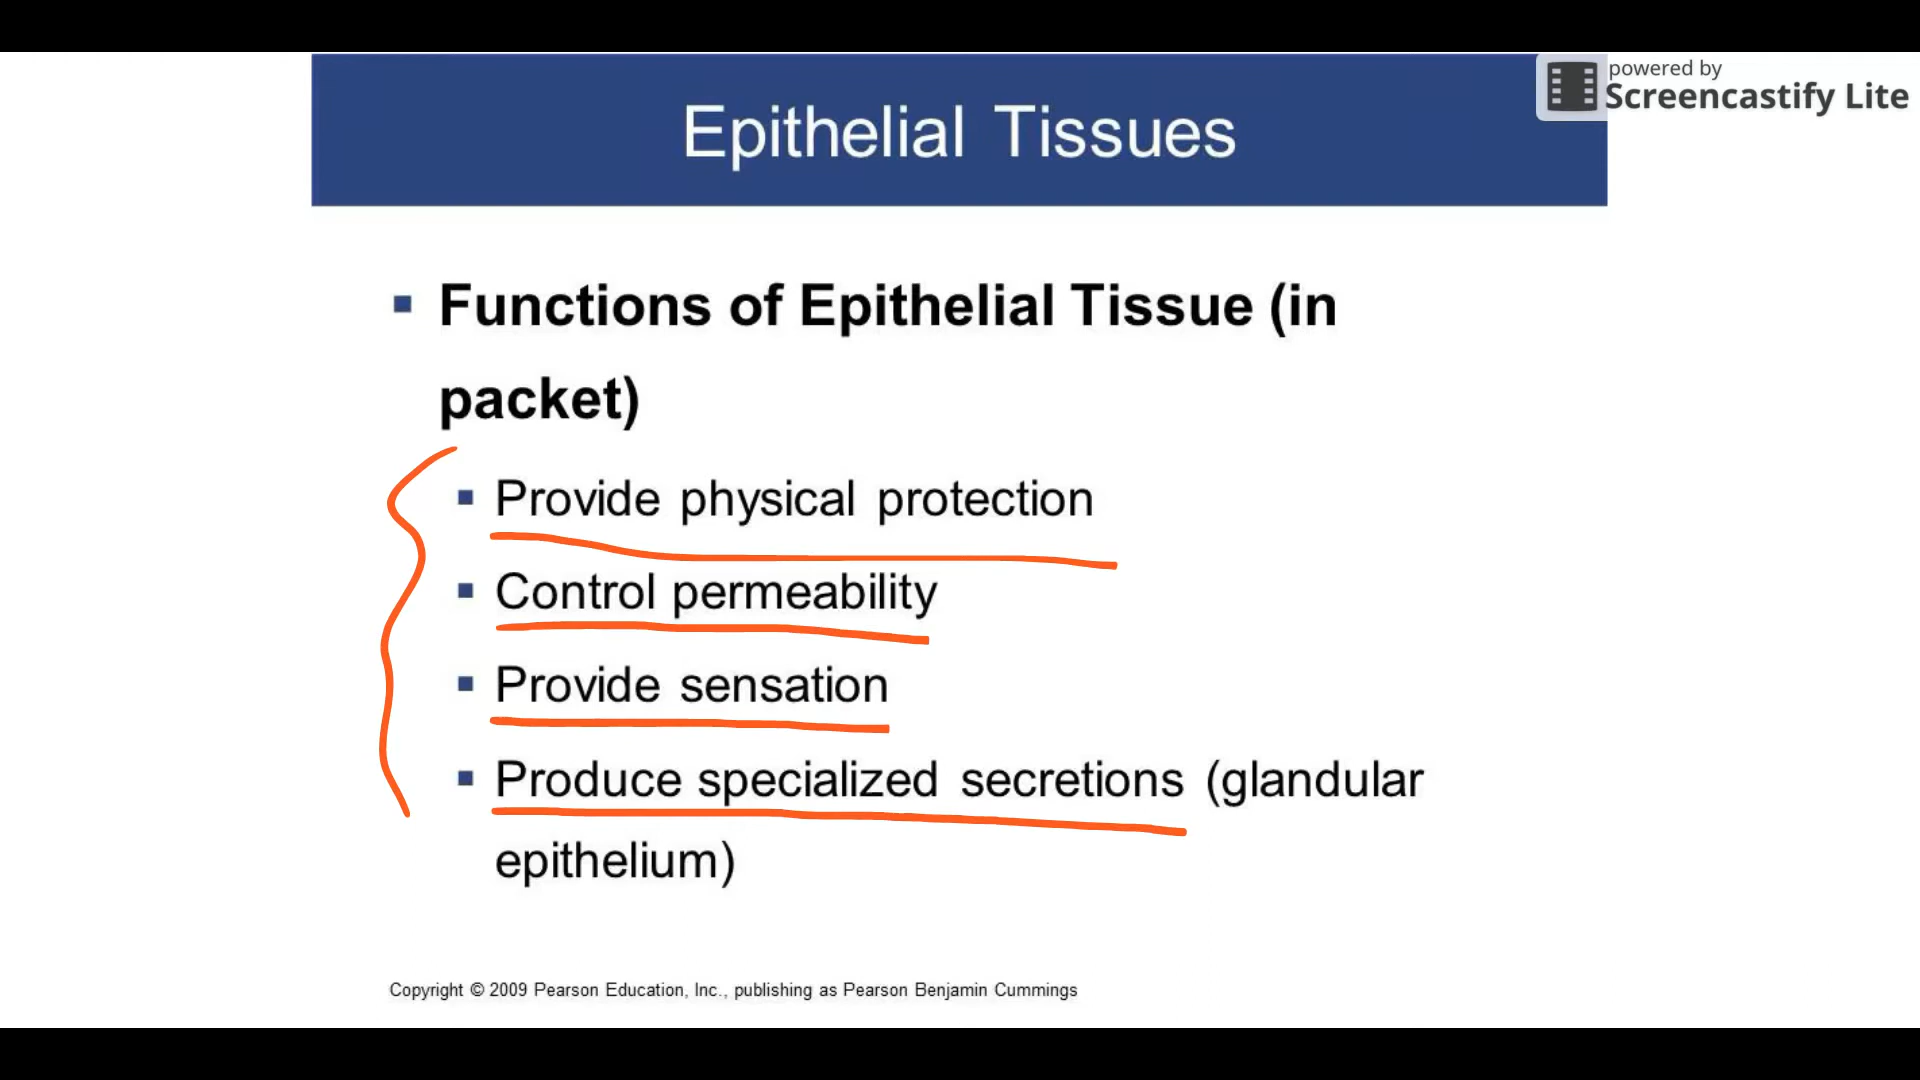 powered by
Screencastify Lite
Epithelial Tissues
Functions of Epithelial Tissue (in
packet)
Provide physical protection
Control permeability
Provide sensation
Produce specialized secretions (glandular
epithelium)
Copyright © 2009 Pearson Education, Inc., publishing as Pearson Benjamin Cummings